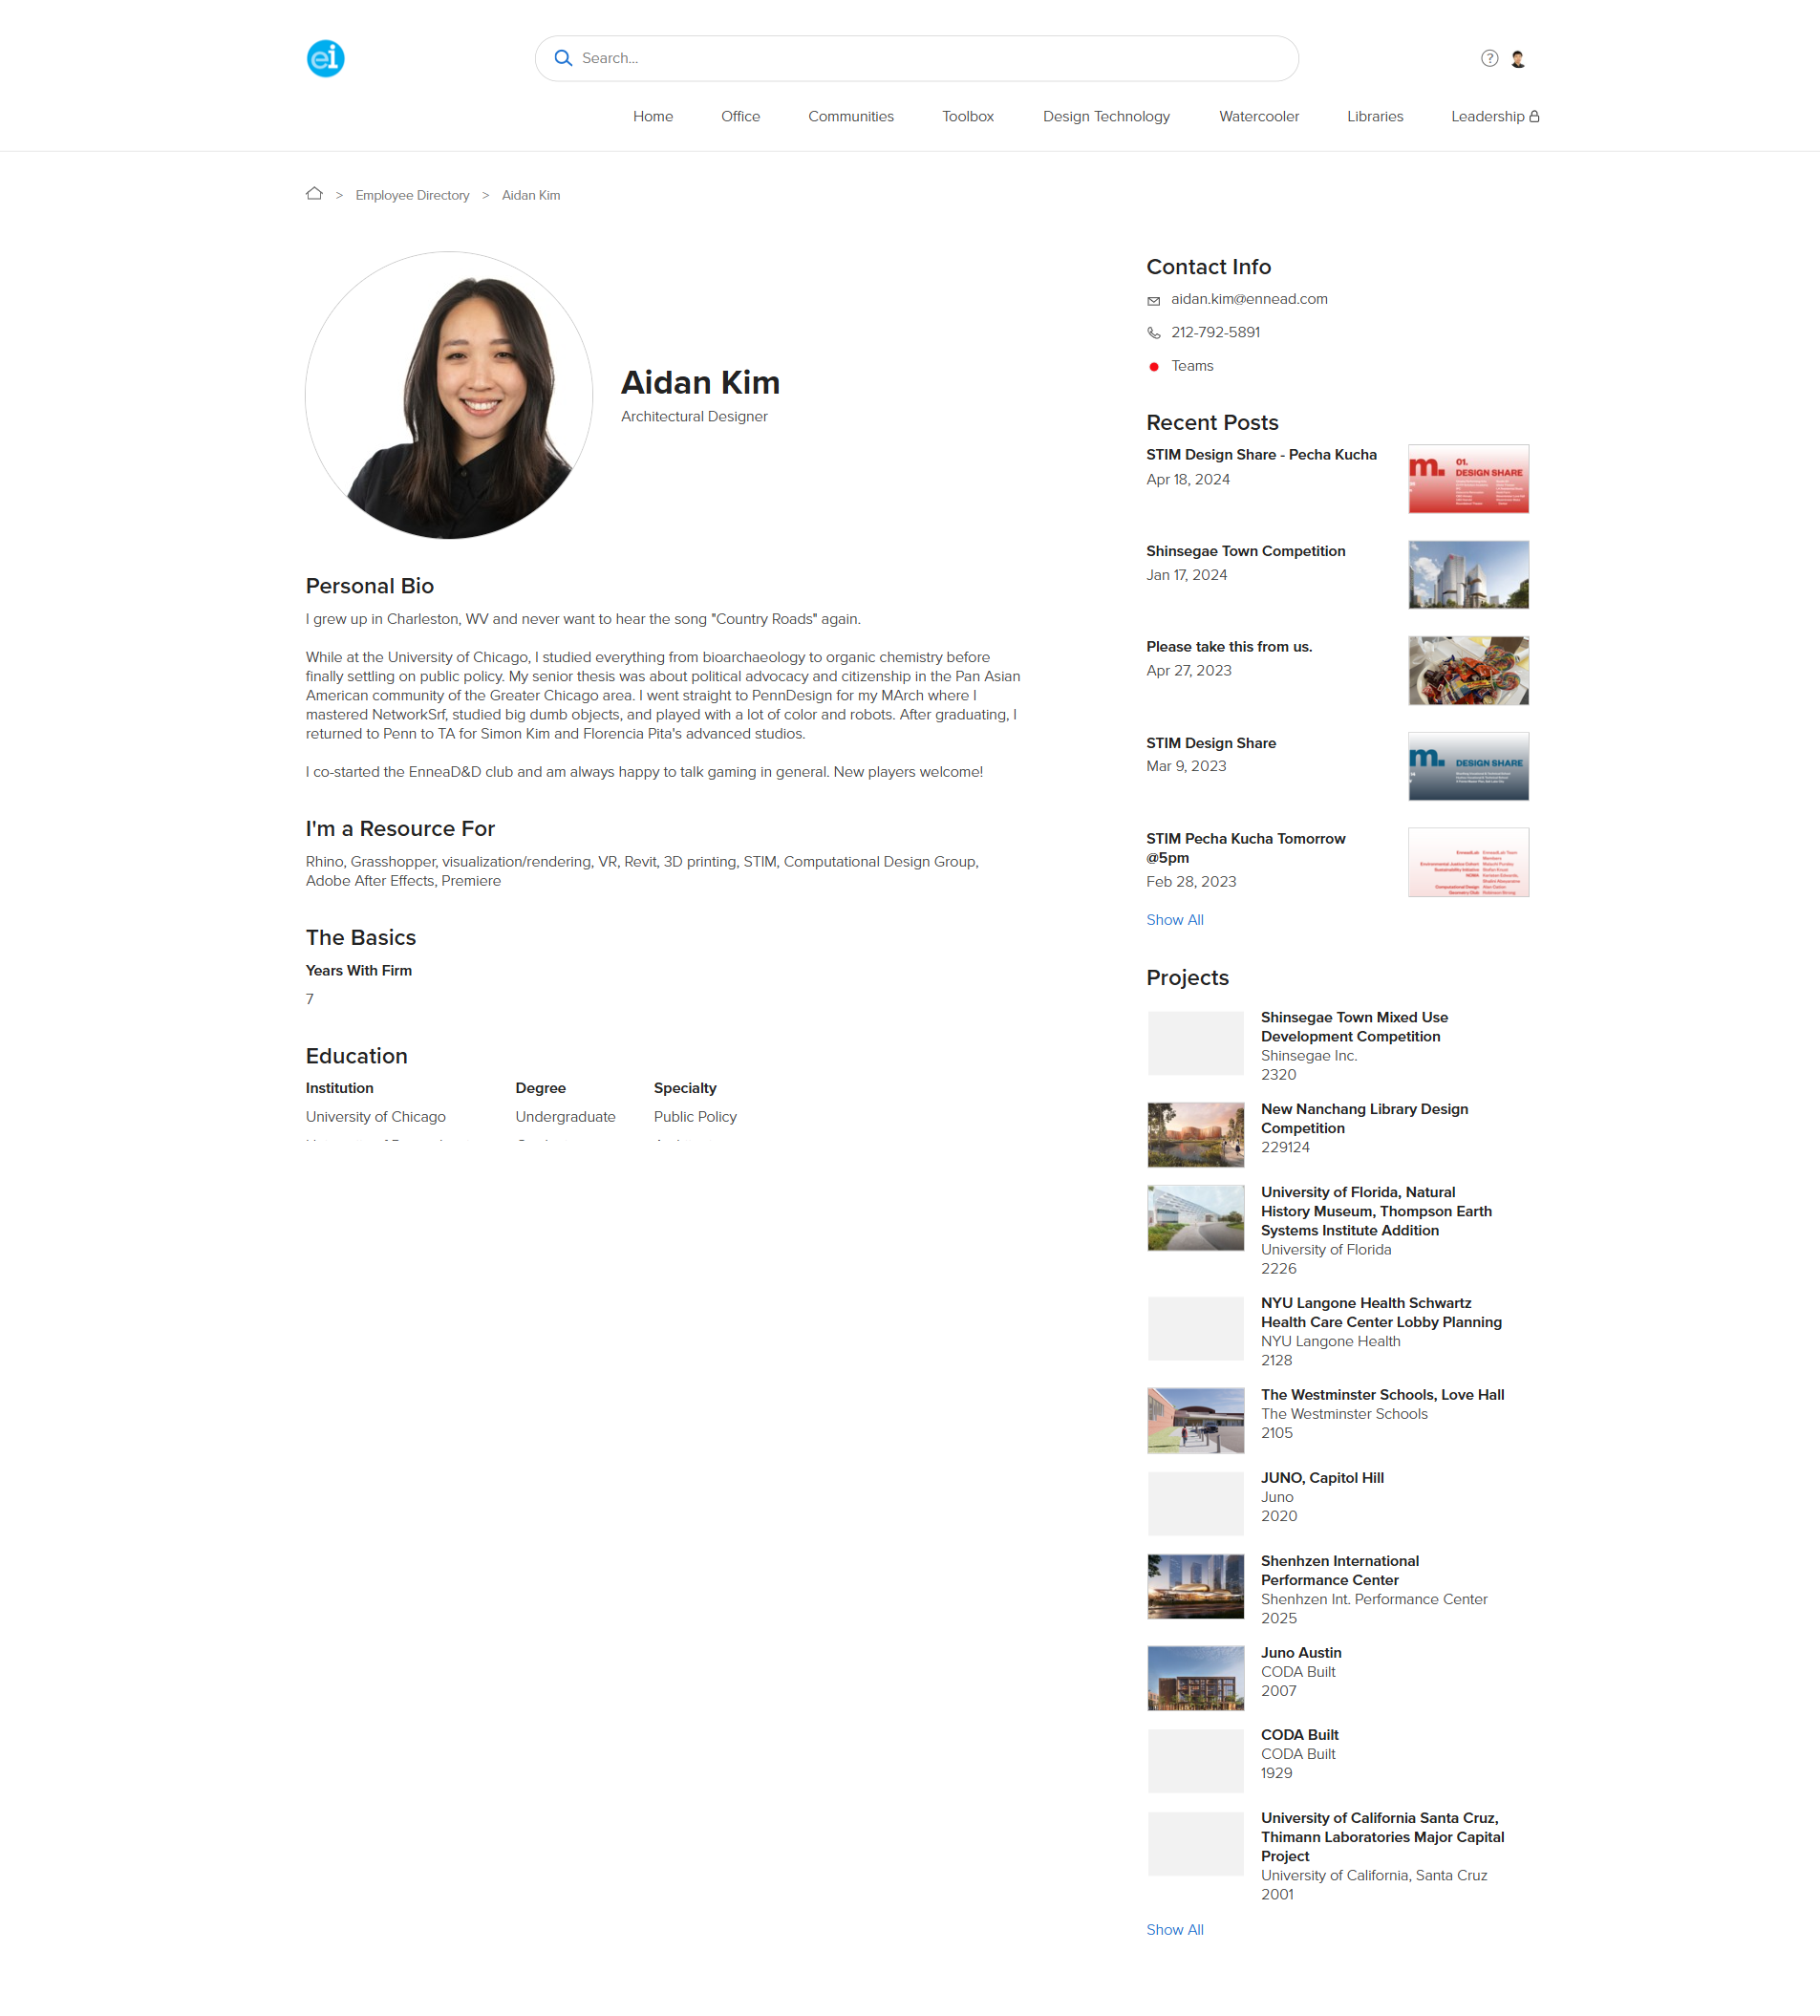 ei
Search...
Home Office Communities Toolbox Design Technology Watercooler Libraries Leadership
> Employee Directory > Aidan Kim
Aidan Kim
Architectural Designer
Personal Bio
I grew up in Charleston, WV and never want to hear the song "Country Roads" again.
While at the University of Chicago, I studied everything from bioarchaeology to organic chemistry before
finally settling on public policy. My senior thesis was about political advocacy and citizenship in the Pan Asian
American community of the Greater Chicago area. I went straight to PennDesign for my MArch where I
mastered NetworkSrf, studied big dumb objects, and played with a lot of color and robots. After graduating, I
returned to Penn to TA for Simon Kim and Florencia Pita's advanced studios.
I co-started the EnneaD&D club and am always happy to talk gaming in general. New players welcome!
I'm a Resource For
Rhino, Grasshopper, visualization/rendering, VR, Revit, 3D printing, STIM, Computational Design Group,
Adobe After Effects, Premiere
The Basics
Years With Firm
7
Education
Institution Degree Specialty
University of Chicago Undergraduate Public Policy
Contact Info
aidan.kim@ennead.com
212-792-5891
Teams
Recent Posts
STIM Design Share - Pecha Kucha
Apr 18, 2024
m. 01.
DESIGN SHARE
Shinsegae Town Competition
Jan 17, 2024
Please take this from us.
Apr 27, 2023
STIM Design Share
Mar 9, 2023
m. DESIGN SHARE
STIM Pecha Kucha Tomorrow
@5pm
Feb 28, 2023
Show All
Projects
Shinsegae Town Mixed Use
Development Competition
Shinsegae Inc.
2320
New Nanchang Library Design
Competition
229124
University of Florida, Natural
History Museum, Thompson Earth
Systems Institute Addition
University of Florida
2226
NYU Langone Health Schwartz
Health Care Center Lobby Planning
NYU Langone Health
2128
The Westminster Schools, Love Hall
The Westminster Schools
2105
JUNO, Capitol Hill
Juno
2020
Shenhzen International
Performance Center
Shenhzen Int. Performance Center
2025
Juno Austin
CODA Built
2007
CODA Built
CODA Built
1929
University of California Santa Cruz,
Thimann Laboratories Major Capital
Project
University of California, Santa Cruz
2001
Show All